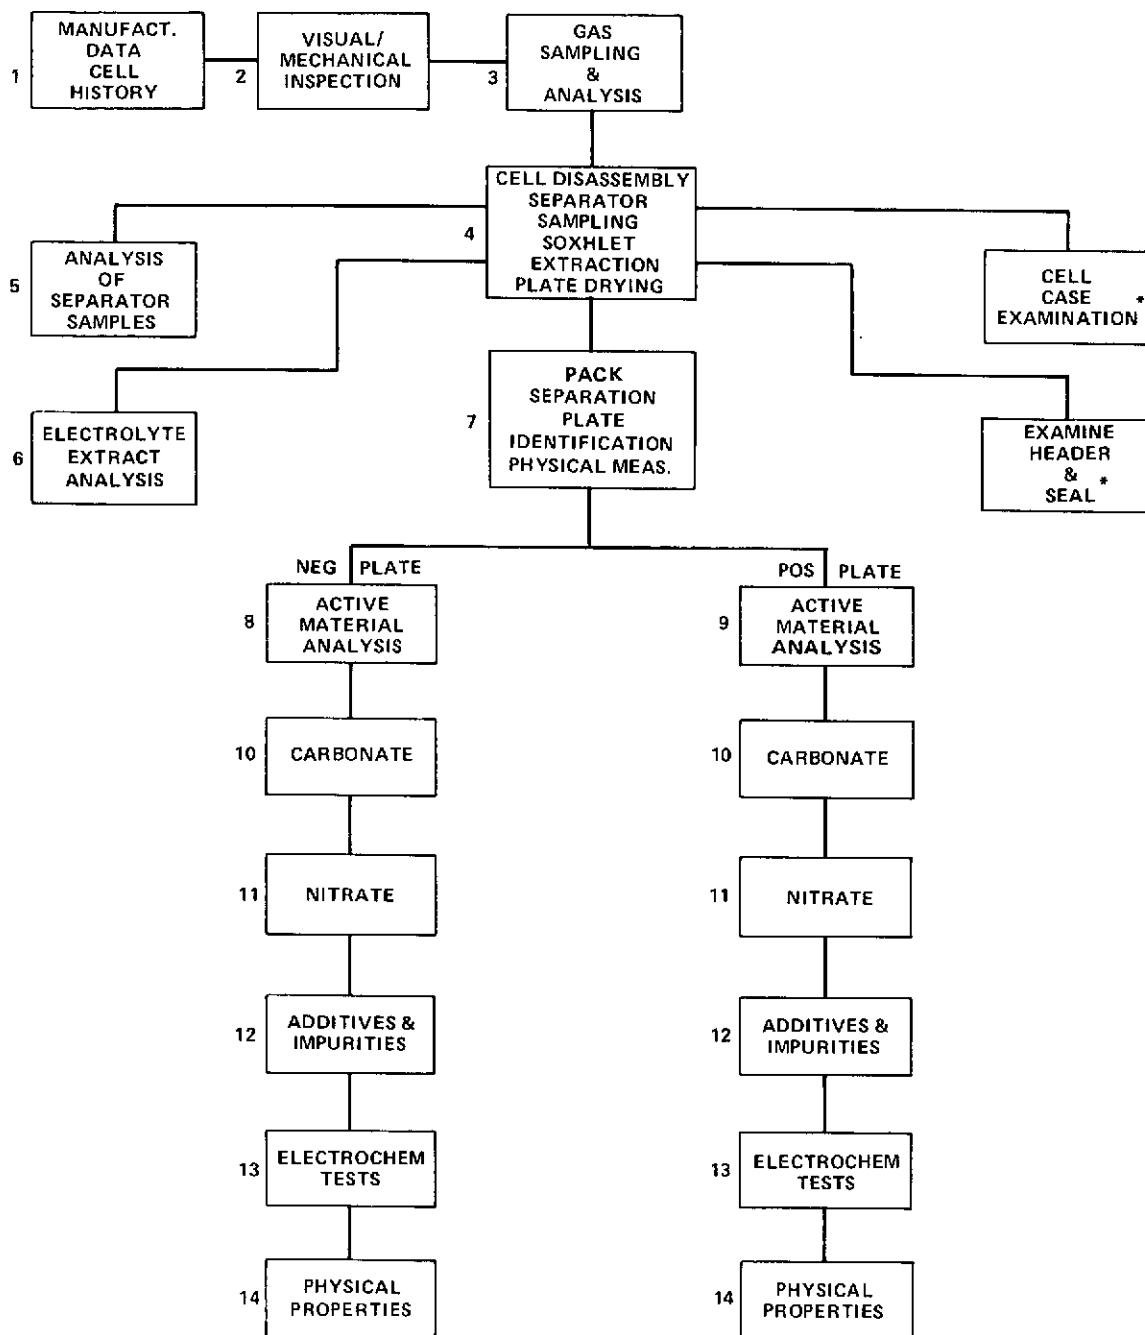 1
MANUFACT.
DATA
CELL
HISTORY
2
VISUAL/
MECHANICAL
INSPECTION
3
GAS
SAMPLING
&
ANALYSIS
4
CELL DISASSEMBLY
SEPARATOR
SAMPLING
SOXHLET
EXTRACTION
PLATE DRYING
5
ANALYSIS
OF
SEPARATOR
SAMPLES
CELL
CASE
EXAMINATION *
6
ELECTROLYTE
EXTRACT
ANALYSIS
7
PACK
SEPARATION
PLATE
IDENTIFICATION
PHYSICAL MEAS.
EXAMINE
HEADER
&
SEAL *
NEG PLATE
8
ACTIVE
MATERIAL
ANALYSIS
POS PLATE
9
ACTIVE
MATERIAL
ANALYSIS
10
CARBONATE
10
CARBONATE
11
NITRATE
11
NITRATE
12
ADDITIVES &
IMPURITIES
12
ADDITIVES &
IMPURITIES
13
ELECTROCHEM
TESTS
13
ELECTROCHEM
TESTS
14
PHYSICAL
PROPERTIES
14
PHYSICAL
PROPERTIES